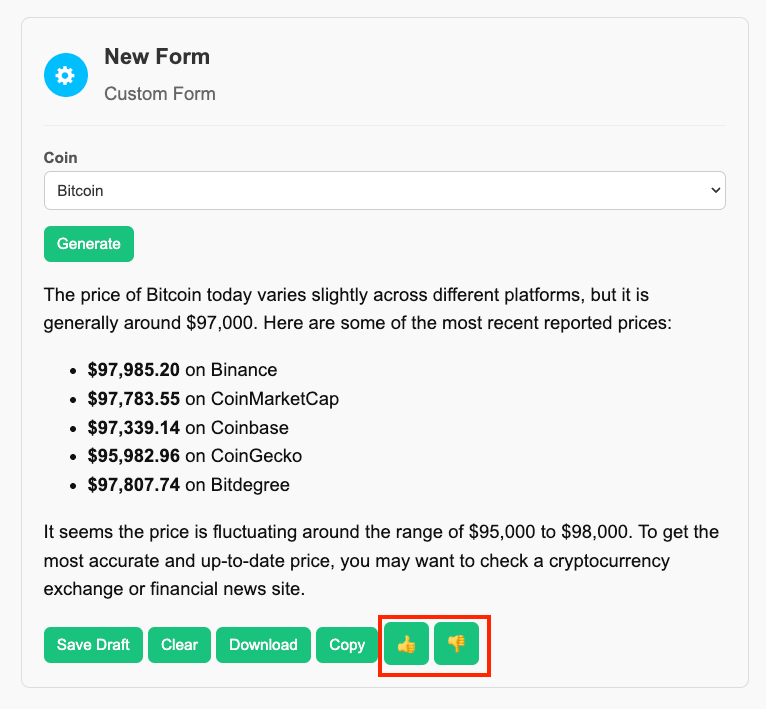 New Form
Custom Form
Coin
Bitcoin
Generate
The price of Bitcoin today varies slightly across different platforms, but it is
generally around $97,000. Here are some of the most recent reported prices:
• $97,985.20 on Binance
• $97,783.55 on CoinMarketCap
• $97,339.14 on Coinbase
• $95,982.96 on CoinGecko
• $97,807.74 on Bitdegree
It seems the price is fluctuating around the range of $95,000 to $98,000. To get the
most accurate and up-to-date price, you may want to check a cryptocurrency
exchange or financial news site.
Save Draft Clear Download Copy 👍 👎